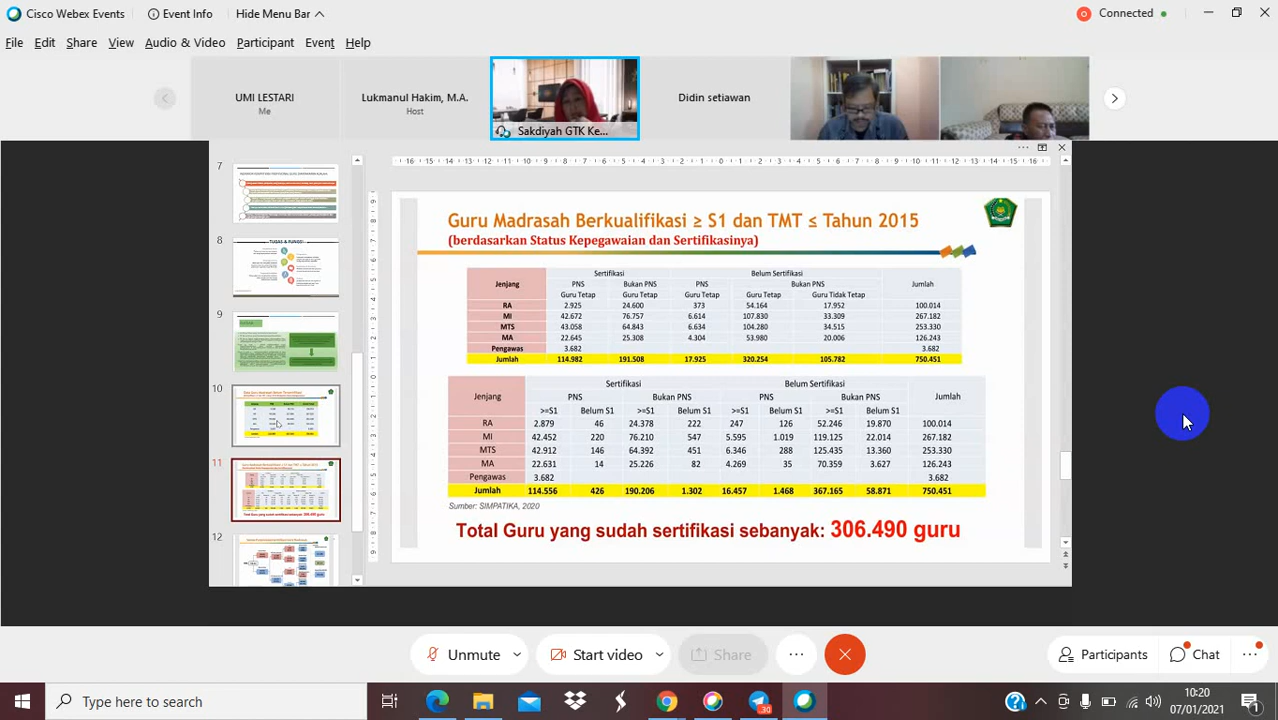 Cisco Webex Events
Event Info
Hide Menu Bar
Connected
File Edit Share View Audio & Video Participant Event Help
UMI LESTARI
Me
Lukmanul Hakim, M.A.
Host
Sakdiyah GTK Ke...
Didin setiawan
7
8
TUGAS & FUNGSI
9
10
11
12
Guru Madrasah Berkualifikasi ≥ S1 dan TMT ≤ Tahun 2015
(berdasarkan Status Kepegawaian dan Sertifikasinya)
Sertifikasi Belum Sertifikasi
Jenjang PNS Bukan PNS PNS Bukan PNS Jumlah
Guru Tetap Guru Tetap Guru Tetap Guru Tetap Guru Tidak Tetap
RA 2.925 24.600 373 54.164 17.952 100.014
MI 42.672 76.757 6.614 107.830 33.309 267.182
MTS 43.058 64.843 6.634 104.280 34.515 253.330
MA 22.645 25.308 4.304 53.980 20.006 126.243
Pengawas 3.682 3.682
Jumlah 114.982 191.508 17.925 320.254 105.782 750.451
Sertifikasi Belum Sertifikasi
Jenjang PNS Bukan PNS PNS Bukan PNS Jumlah
>=S1 Belum S1 >=S1 Belum S1 >=S1 Belum S1 >=S1 Belum S1
RA 2.879 46 24.378 222 247 126 52.246 19.870 100.014
MI 42.452 220 76.210 547 5.595 1.019 119.125 22.014 267.182
MTS 42.912 146 64.392 451 6.346 288 125.435 13.360 253.330
MA 22.631 14 25.226 82 4.269 35 70.359 3.627 126.243
Pengawas 3.682 3.682
Jumlah 114.556 426 190.206 1.302 16.457 1.468 367.165 58.871 750.451
Sumber: SIMPATIKA, 2020
Total Guru yang sudah sertifikasi sebanyak: 306.490 guru
Unmute
Start video
Share
Participants
Chat
Type here to search
30
10:20
07/01/2021
1